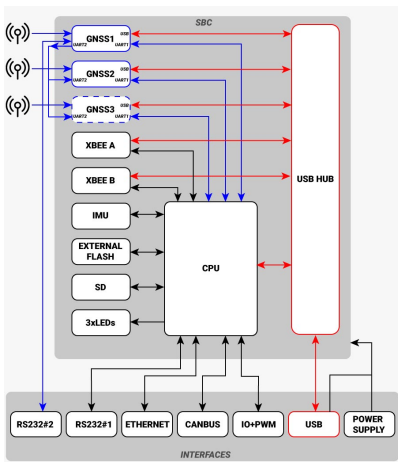 SBC
GNSS1
USB
UART2
UART1
GNSS2
USB
UART2
UART1
GNSS3
USB
UART2
UART1
XBEE A
XBEE B
USB HUB
IMU
EXTERNAL
FLASH
CPU
SD
3xLEDs
RS232#2
RS232#1
ETHERNET
CANBUS
IO+PWM
USB
POWER
SUPPLY
INTERFACES